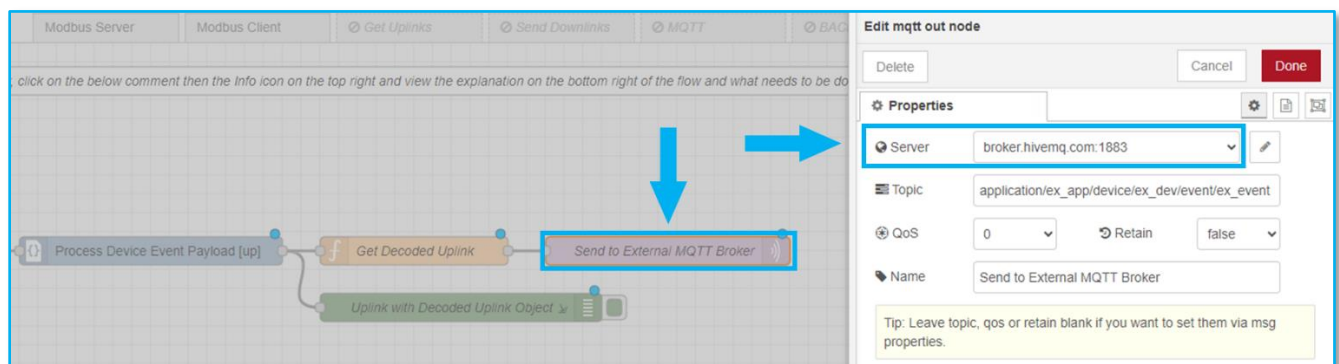 Modbus Server
Modbus Client
Get Uplinks
Send Downlinks
MQTT
BAC
click on the below comment then the Info icon on the top right and view the explanation on the bottom right of the flow and what needs to be do
Process Device Event Payload [up]
Get Decoded Uplink
Send to External MQTT Broker
Uplink with Decoded Uplink Object
Edit mqtt out node
Delete
Cancel
Done
Properties
Server
broker.hivemq.com:1883
Topic
application/ex_app/device/ex_dev/event/ex_event
QoS
0
Retain
false
Name
Send to External MQTT Broker
Tip: Leave topic, qos or retain blank if you want to set them via msg
properties.